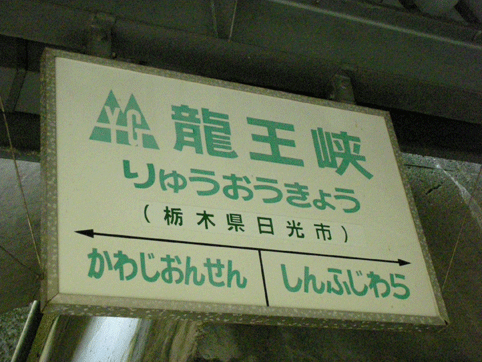 YG 龍王峡
りゅうおうきょう
(栃木県日光市)
かわじおんせん しんふじわら